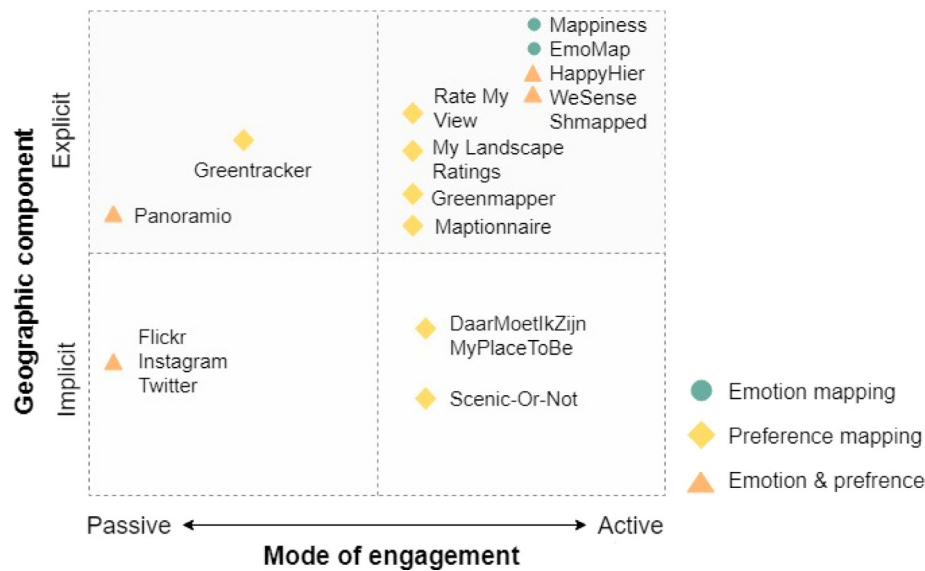 Geographic component
Explicit
Implicit
Mappiness
EmoMap
HappyHier
WeSense
Shmapped
Rate My
View
My Landscape
Ratings
Greenmapper
Maptionnaire
Greentracker
Panoramio
Flickr
Instagram
Twitter
DaarMoetIkZijn
MyPlaceToBe
Scenic-Or-Not
Emotion mapping
Preference mapping
Emotion & prefrence
Passive
Active
Mode of engagement